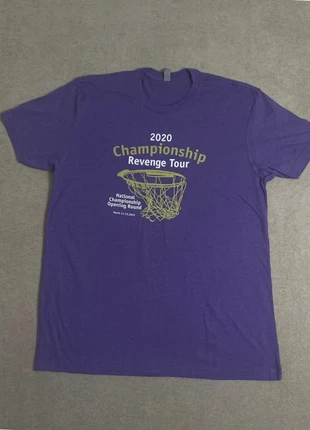 2020
Championship
Revenge Tour
National
Championship
Opening Round